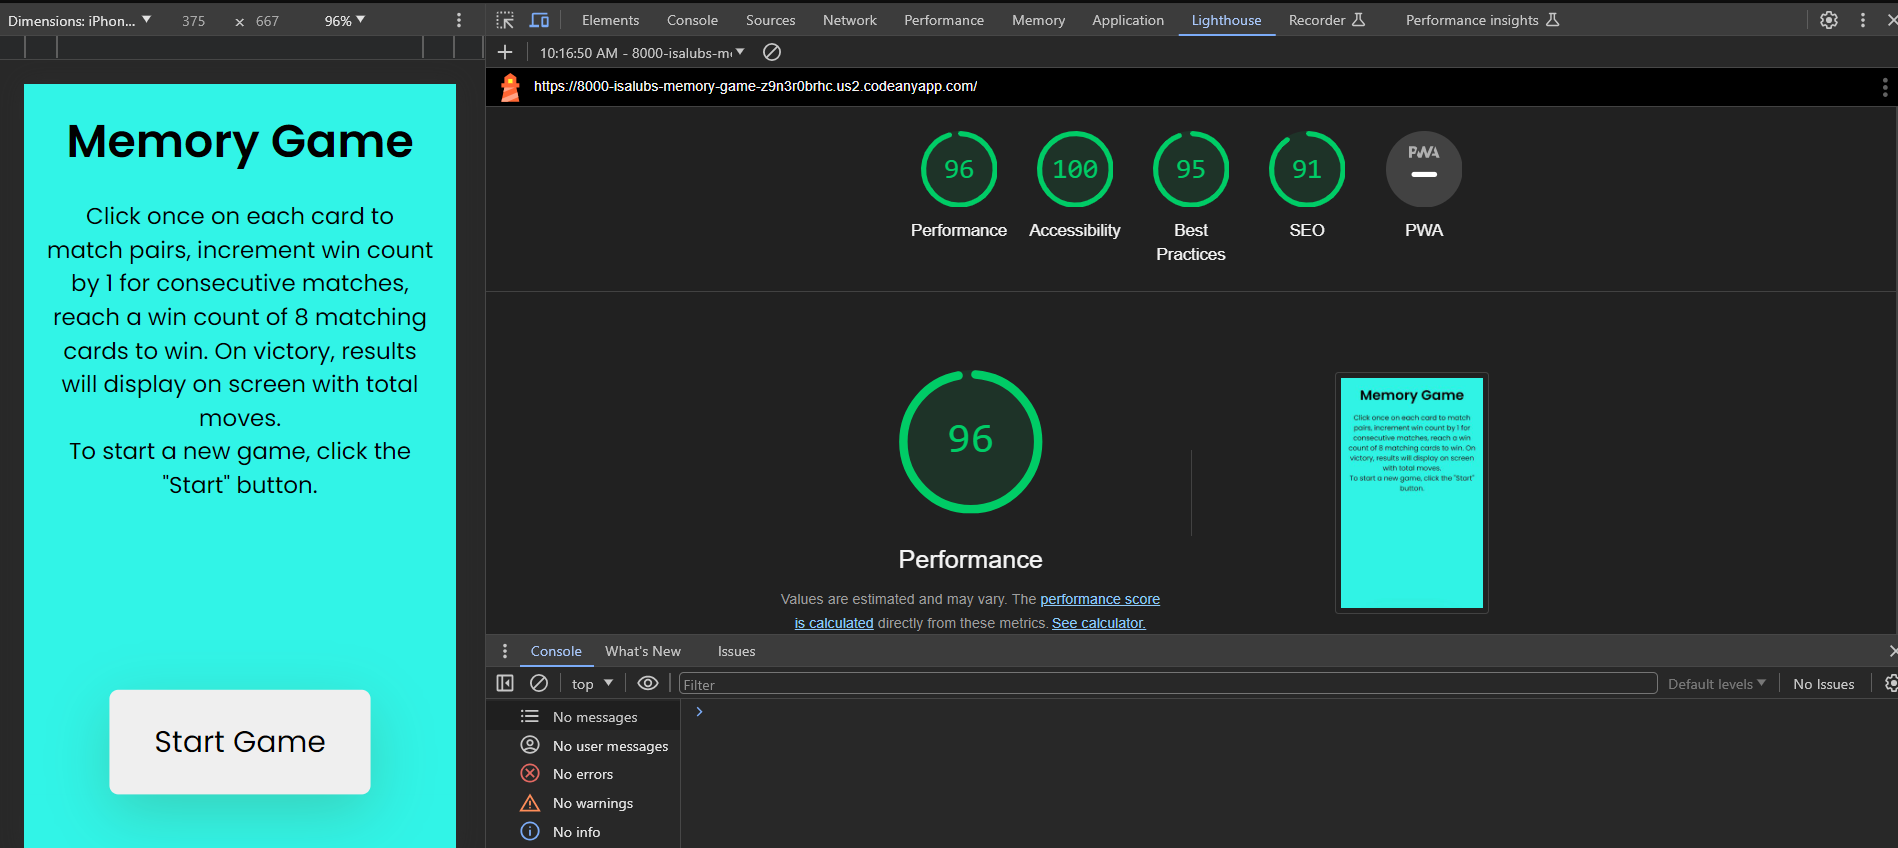 Dimensions: iPhon...
375
×
667
96%
Elements
Console
Sources
Network
Performance
Memory
Application
Lighthouse
Recorder
Performance insights
10:16:50 AM - 8000-isalubs-m
https://8000-isalubs-memory-game-z9n3r0brhc.us2.codeanyapp.com/
Memory Game
Click once on each card to
match pairs, increment win count
by 1 for consecutive matches,
reach a win count of 8 matching
cards to win. On victory, results
will display on screen with total
moves.
To start a new game, click the
"Start" button.
Start Game
96
100
95
91
PWA
Performance
Accessibility
Best
Practices
SEO
PWA
96
Performance
Values are estimated and may vary. The performance score
is calculated directly from these metrics. See calculator.
Memory Game
Click once on each card to match
pairs, increment win count by 1 for
consecutive matches, reach a win
count of 8 matching cards to win. On
victory, results will display on screen
with total moves.
To start a new game, click the "Start"
button.
Console
What's New
Issues
top
Filter
Default levels
No Issues
No messages
No user messages
No errors
No warnings
No info